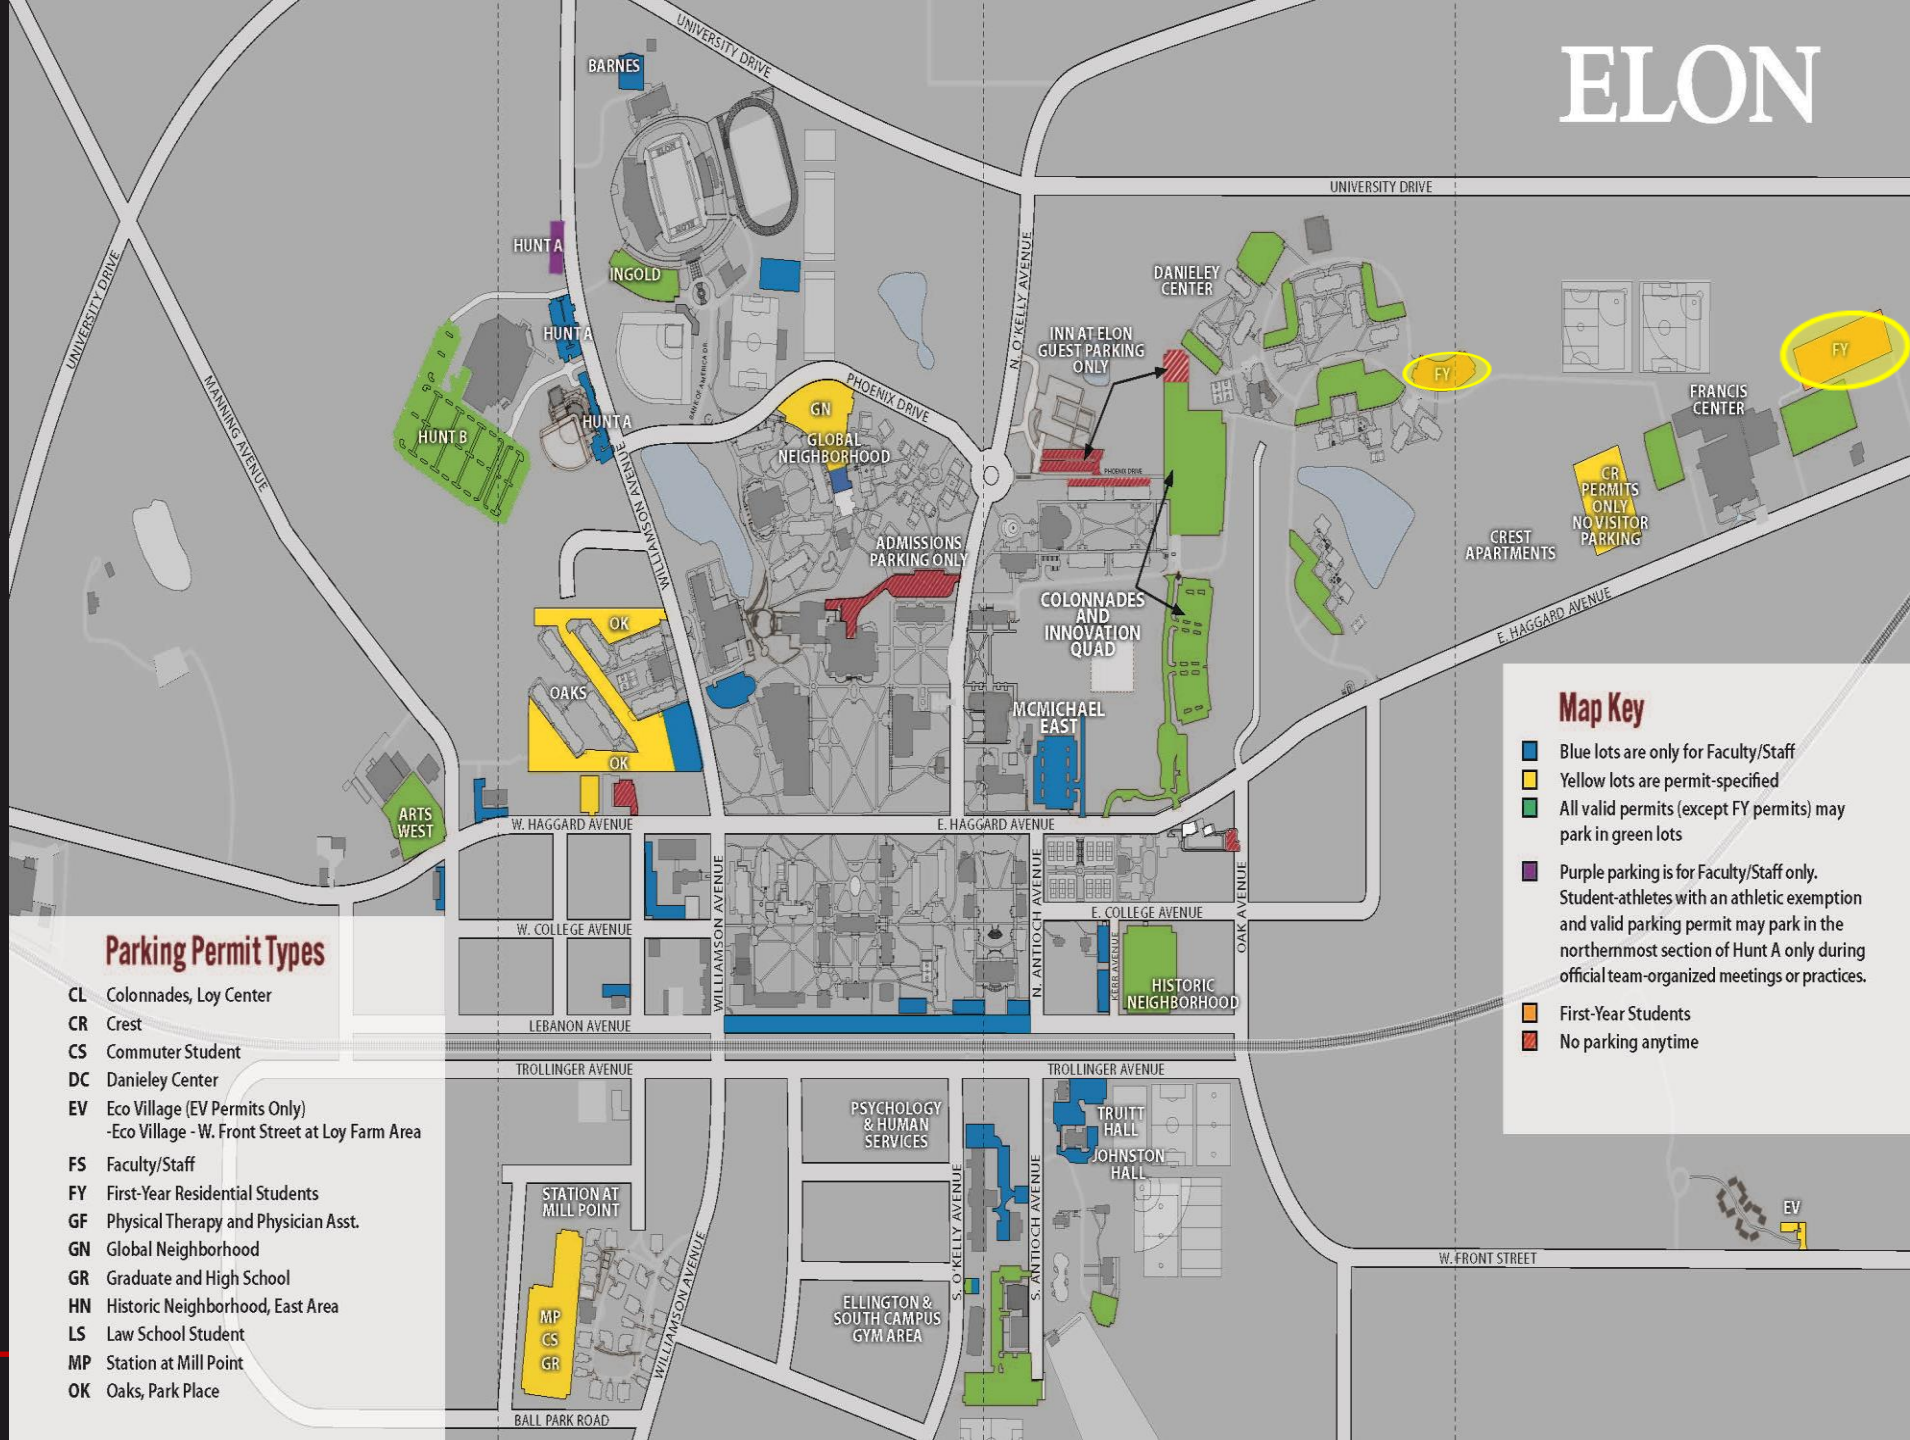 ELON
UNIVERSITY DRIVE
BARNES
UNIVERSITY DRIVE
N. O'KELLY AVENUE
HUNT A
INGOLD
ELON
DANIELEY
CENTER
UNIVERSITY DRIVE
HUNT A
INN AT ELON
GUEST PARKING
ONLY
FY
FY
BANK OF AMERICA DR.
PHOENIX DRIVE
MANNING AVENUE
GN
FRANCIS
CENTER
HUNT A
HUNT B
GLOBAL
NEIGHBORHOOD
PHOENIX DRIVE
CR
PERMITS
ONLY
NO VISITOR
PARKING
WILLIAMSON AVENUE
WILLIAMSON AVENUE
ADMISSIONS
PARKING ONLY
CREST
APARTMENTS
COLONNADES
AND
INNOVATION
QUAD
E. HAGGARD AVENUE
OK
OAKS
MCMICHAEL
EAST
OK
ARTS
WEST
W. HAGGARD AVENUE
E. HAGGARD AVENUE
WILLIAMSON AVENUE
N. ANTIOCH AVENUE
OAK AVENUE
E. COLLEGE AVENUE
W. COLLEGE AVENUE
KERR AVENUE
HISTORIC
NEIGHBORHOOD
LEBANON AVENUE
TROLLINGER AVENUE
TROLLINGER AVENUE
PSYCHOLOGY
& HUMAN
SERVICES
TRUITT
HALL
JOHNSTON
HALL
STATION AT
MILL POINT
S. O'KELLY AVENUE
S. ANTIOCH AVENUE
EV
W. FRONT STREET
WILLIAMSON AVENUE
MP
CS
GR
ELLINGTON &
SOUTH CAMPUS
GYM AREA
BALL PARK ROAD
Map Key
Blue lots are only for Faculty/Staff
Yellow lots are permit-specified
All valid permits (except FY permits) may
park in green lots
Purple parking is for Faculty/Staff only.
Student-athletes with an athletic exemption
and valid parking permit may park in the
northernmost section of Hunt A only during
official team-organized meetings or practices.
First-Year Students
No parking anytime
Parking Permit Types
CL Colonnades, Loy Center
CR Crest
CS Commuter Student
DC Danieley Center
EV Eco Village (EV Permits Only)
-Eco Village - W. Front Street at Loy Farm Area
FS Faculty/Staff
FY First-Year Residential Students
GF Physical Therapy and Physician Asst.
GN Global Neighborhood
GR Graduate and High School
HN Historic Neighborhood, East Area
LS Law School Student
MP Station at Mill Point
OK Oaks, Park Place